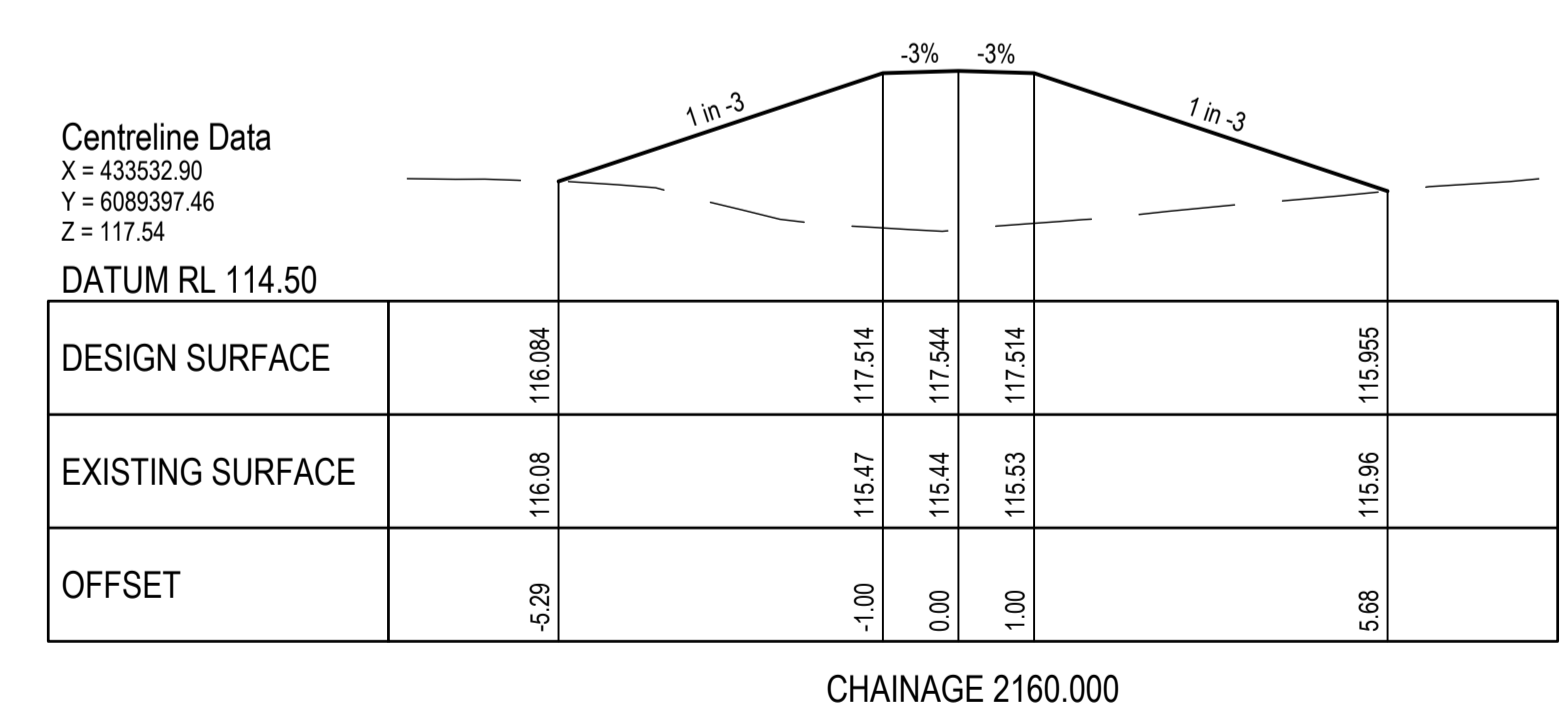 -3% -3%
1 in -3
1 in -3
Centreline Data
X = 433532.90
Y = 6089397.46
Z = 117.54
DATUM RL 114.50
DESIGN SURFACE 116.084 117.514 117.544 117.514 115.955
EXISTING SURFACE 116.08 115.47 115.44 115.53 115.96
OFFSET -5.29 -1.00 0.00 1.00 5.68
CHAINAGE 2160.000